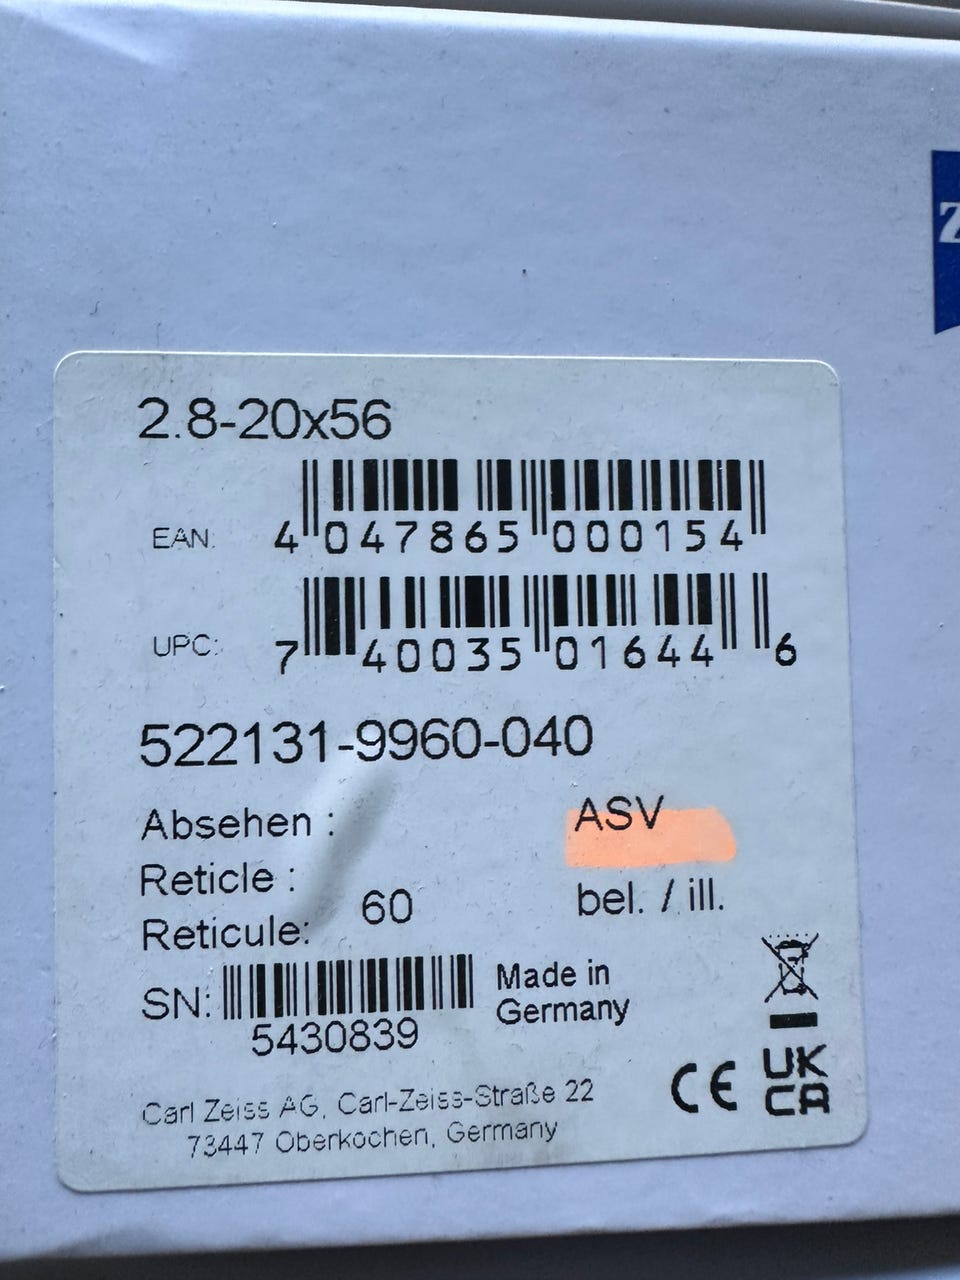 Z
2.8-20x56
EAN: 4 047865 000154
UPC: 7 40035 01644 6
522131-9960-040
Absehen : ASV
Reticle :
Reticule: 60 bel. / ill.
SN: Made in
5430839 Germany
CE UK
CA
Carl Zeiss AG, Carl-Zeiss-Straße 22
73447 Oberkochen, Germany